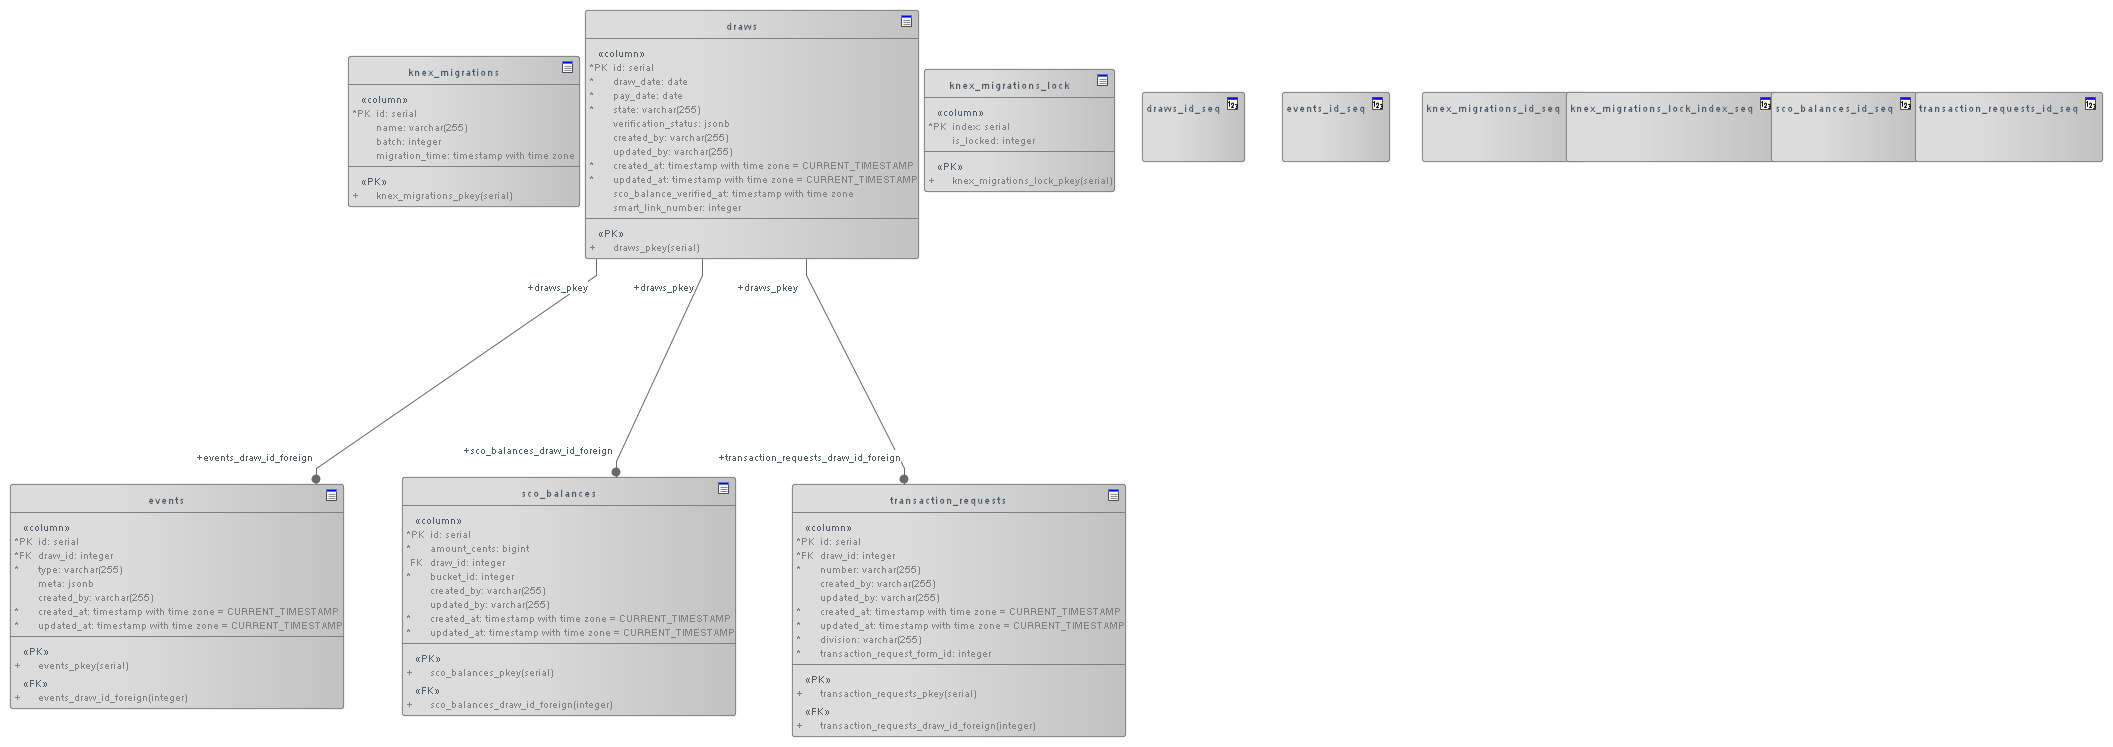 draws
«column»
*PK id: serial
* draw_date: date
* pay_date: date
* state: varchar(255)
verification_status: jsonb
created_by: varchar(255)
updated_by: varchar(255)
* created_at: timestamp with time zone = CURRENT_TIMESTAMP
* updated_at: timestamp with time zone = CURRENT_TIMESTAMP
sco_balance_verified_at: timestamp with time zone
smart_link_number: integer
«PK»
+ draws_pkey(serial)
knex_migrations
«column»
*PK id: serial
name: varchar(255)
batch: integer
migration_time: timestamp with time zone
«PK»
+ knex_migrations_pkey(serial)
knex_migrations_lock
«column»
*PK index: serial
is_locked: integer
«PK»
+ knex_migrations_lock_pkey(serial)
draws_id_seq
events_id_seq
knex_migrations_id_seq
knex_migrations_lock_index_seq
sco_balances_id_seq
transaction_requests_id_seq
+draws_pkey
+draws_pkey
+draws_pkey
+events_draw_id_foreign
+sco_balances_draw_id_foreign
+transaction_requests_draw_id_foreign
events
«column»
*PK id: serial
*FK draw_id: integer
* type: varchar(255)
meta: jsonb
created_by: varchar(255)
* created_at: timestamp with time zone = CURRENT_TIMESTAMP
* updated_at: timestamp with time zone = CURRENT_TIMESTAMP
«PK»
+ events_pkey(serial)
«FK»
+ events_draw_id_foreign(integer)
sco_balances
«column»
*PK id: serial
* amount_cents: bigint
FK draw_id: integer
* bucket_id: integer
created_by: varchar(255)
updated_by: varchar(255)
* created_at: timestamp with time zone = CURRENT_TIMESTAMP
* updated_at: timestamp with time zone = CURRENT_TIMESTAMP
«PK»
+ sco_balances_pkey(serial)
«FK»
+ sco_balances_draw_id_foreign(integer)
transaction_requests
«column»
*PK id: serial
*FK draw_id: integer
* number: varchar(255)
created_by: varchar(255)
updated_by: varchar(255)
* created_at: timestamp with time zone = CURRENT_TIMESTAMP
* updated_at: timestamp with time zone = CURRENT_TIMESTAMP
* division: varchar(255)
* transaction_request_form_id: integer
«PK»
+ transaction_requests_pkey(serial)
«FK»
+ transaction_requests_draw_id_foreign(integer)